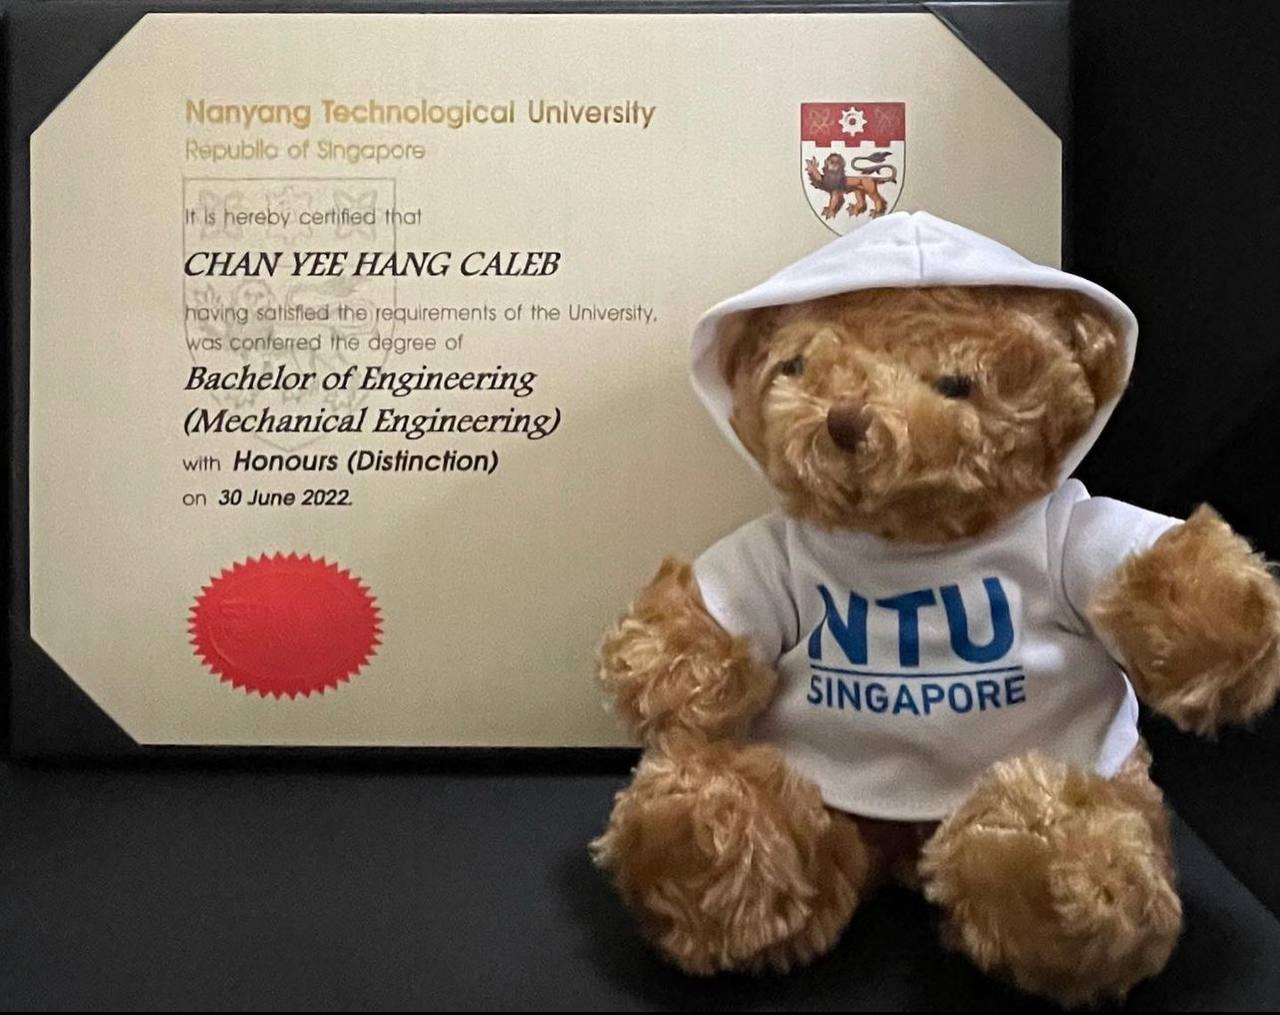 Nanyang Technological University
Republic of Singapore
It is hereby certified that
CHAN YEE HANG CALEB
having satisfied the requirements of the University,
was conferred the degree of
Bachelor of Engineering
(Mechanical Engineering)
with Honours (Distinction)
on 30 June 2022.
NTU
SINGAPORE